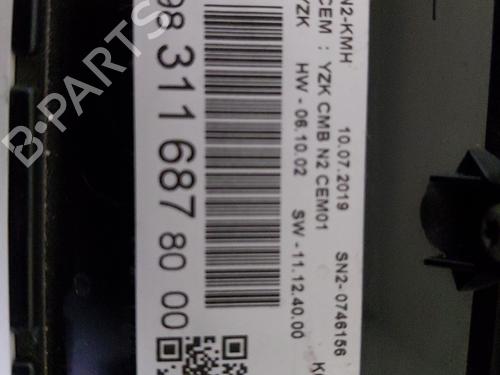 N2-KMH 10.07.2019 SN2-0746156
CEM : YZK CMB N2 CEM01
YZK HW - 06.10.02 SW - 11.12.40.00
98 311 687 80 00
B-Parts